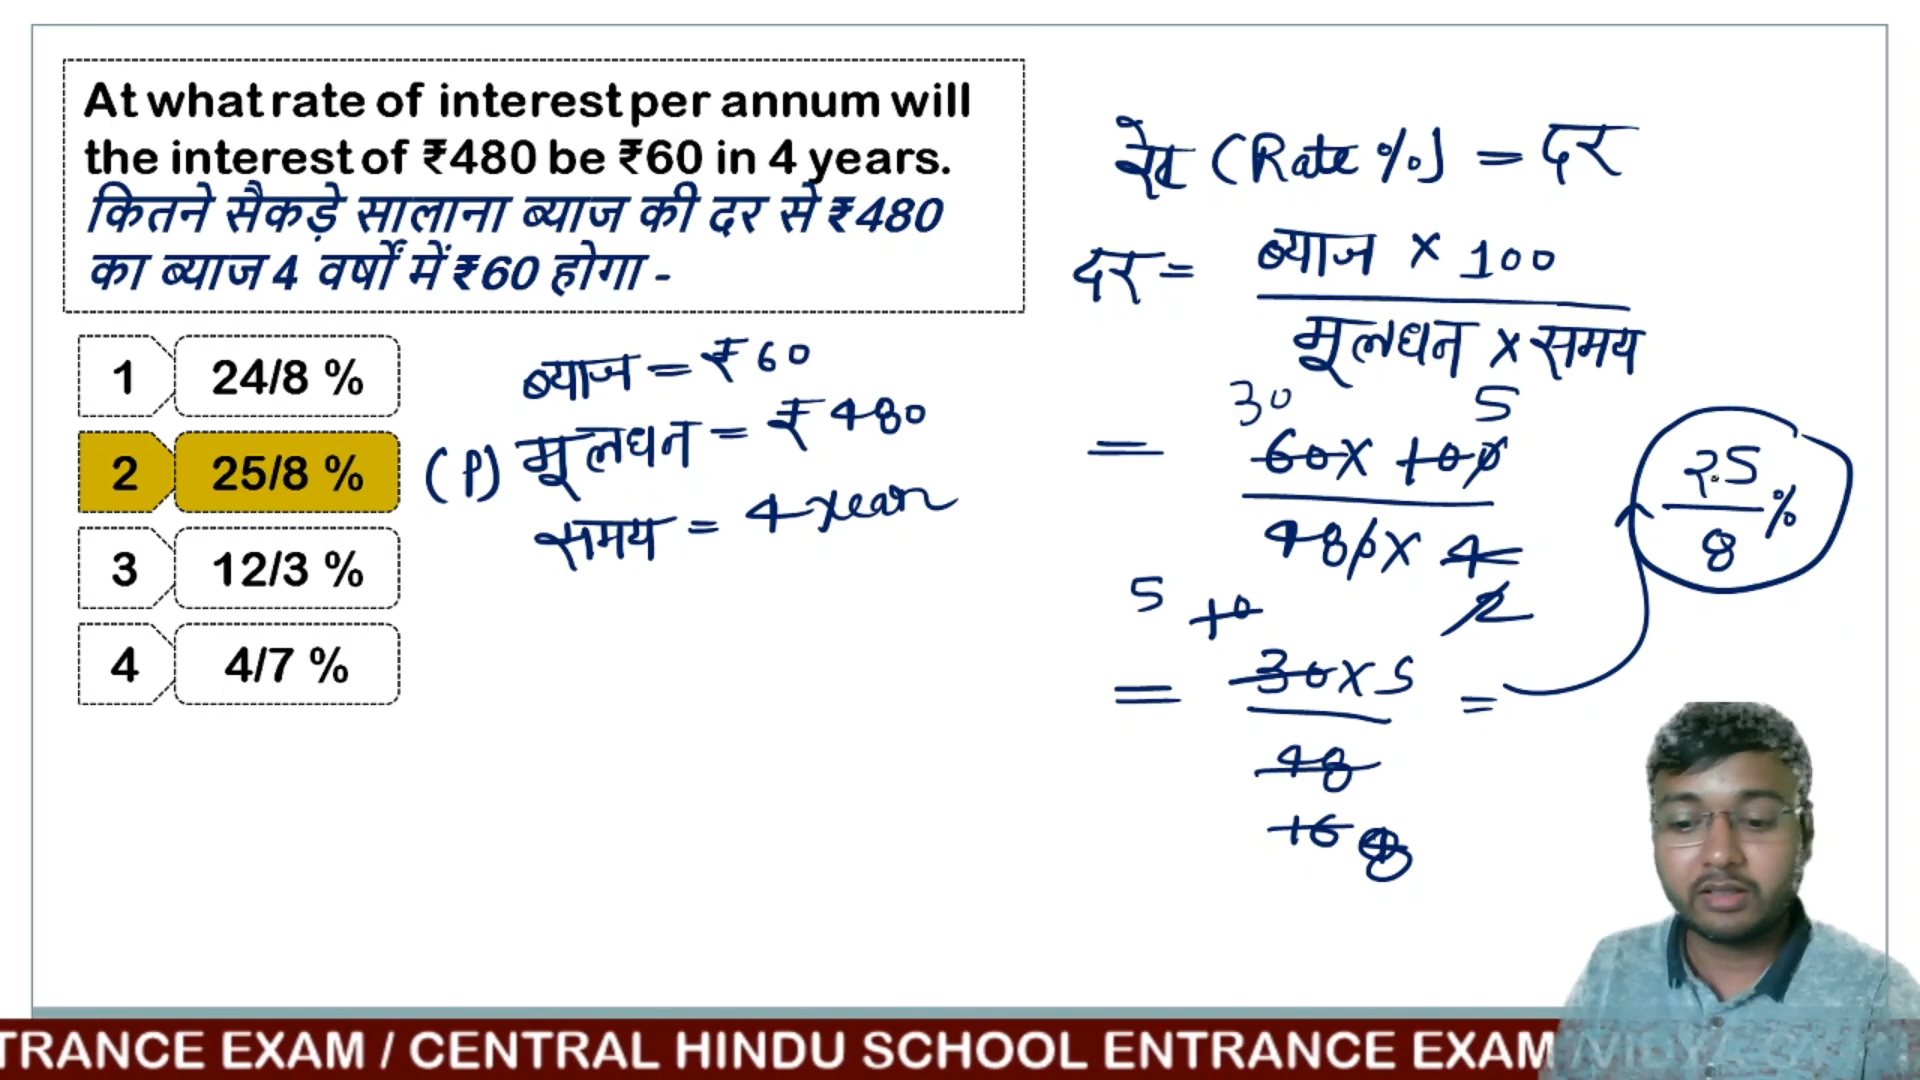 At what rate of interest per annum will
the interest of ₹480 be ₹60 in 4 years.
कितने सैकड़े सालाना ब्याज की दर से ₹480
का ब्याज 4 वर्षों में ₹60 होगा -
1 24/8 %
2 25/8 %
3 12/3 %
4 4/7 %
ब्याज = ₹60
(P) मूलधन = ₹480
समय = 4 year
रेट (Rate %) = दर
दर = ब्याज × 100
मूलधन × समय
30 5
= 60 × 100
480 × 4
2
5 10
= 30 × 5 =
48
16 8
25
8 %
TRANCE EXAM / CENTRAL HINDU SCHOOL ENTRANCE EXAM